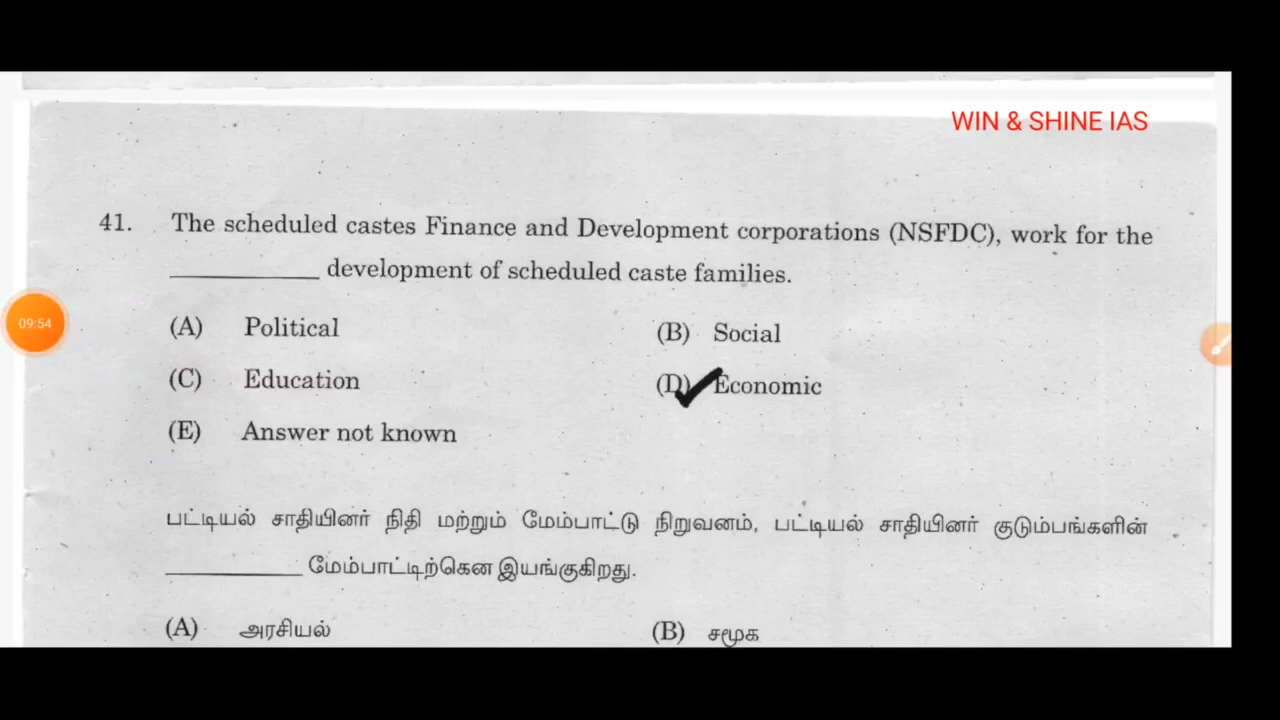 WIN & SHINE IAS
41. The scheduled castes Finance and Development corporations (NSFDC), work for the
____________ development of scheduled caste families.
(A) Political (B) Social
(C) Education (D) Economic
(E) Answer not known
பட்டியல் சாதியினர் நிதி மற்றும் மேம்பாட்டு நிறுவனம், பட்டியல் சாதியினர் குடும்பங்களின்
____________ மேம்பாட்டிற்கென இயங்குகிறது.
(A) அரசியல் (B) சமூக
09:54